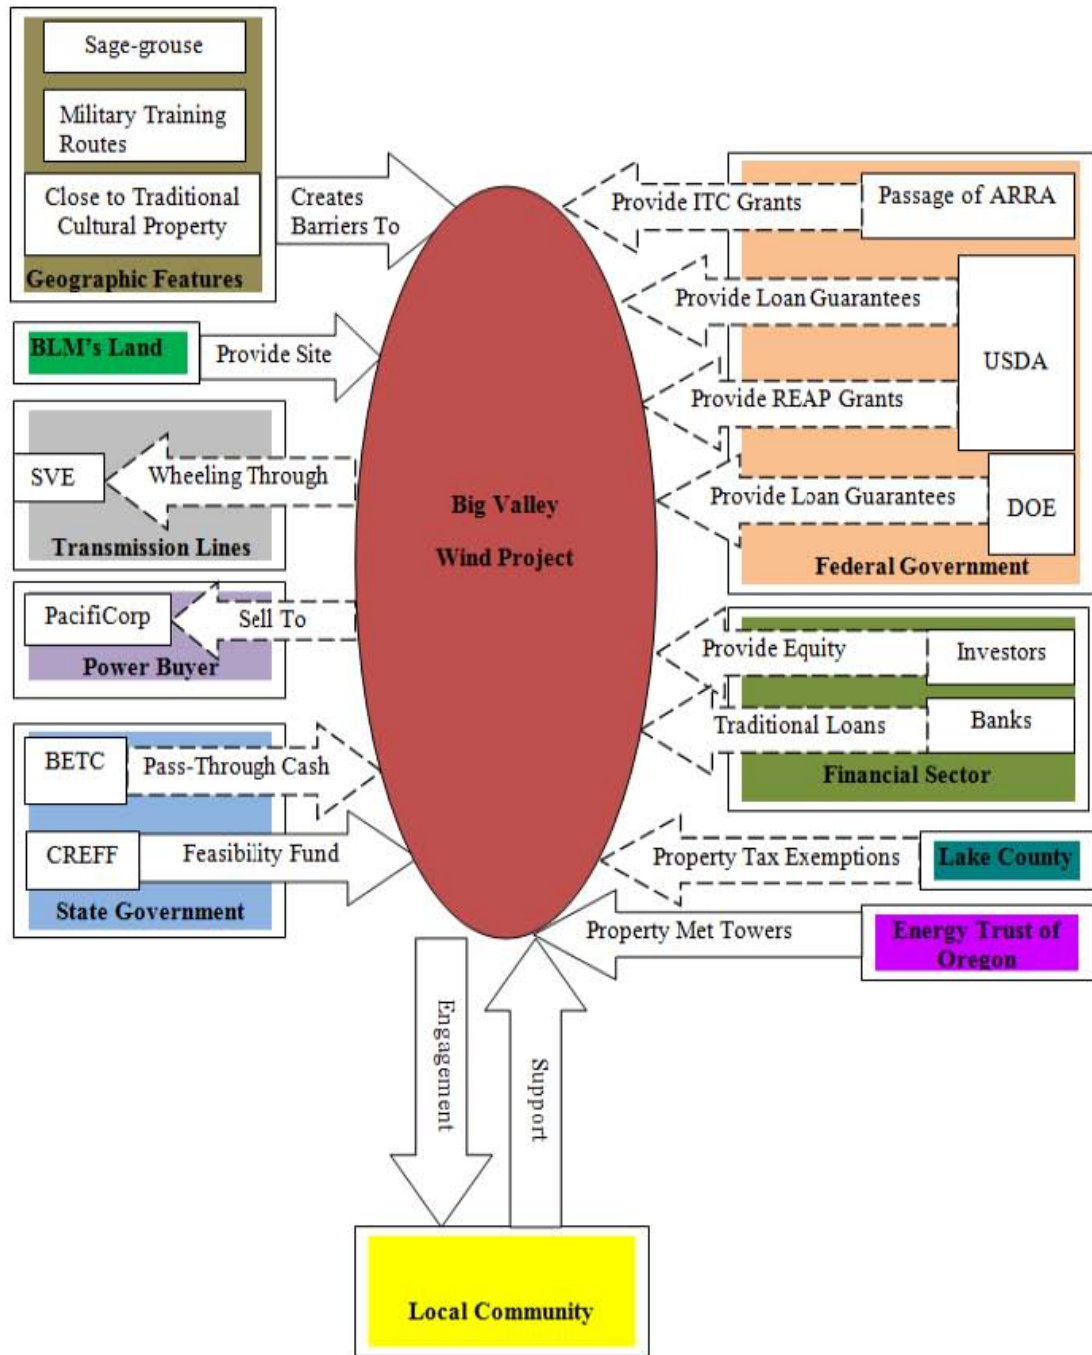 Sage-grouse
Military Training
Routes
Close to Traditional
Cultural Property
Geographic Features
Creates
Barriers To
BLM's Land
Provide Site
SVE
Wheeling Through
Transmission Lines
PacifiCorp
Sell To
Power Buyer
BETC
Pass-Through Cash
CREFF
Feasibility Fund
State Government
Big Valley
Wind Project
Provide ITC Grants
Passage of ARRA
Provide Loan Guarantees
USDA
Provide REAP Grants
Provide Loan Guarantees
DOE
Federal Government
Provide Equity
Investors
Traditional Loans
Banks
Financial Sector
Property Tax Exemptions
Lake County
Property Met Towers
Energy Trust of
Oregon
Engagement
Support
Local Community